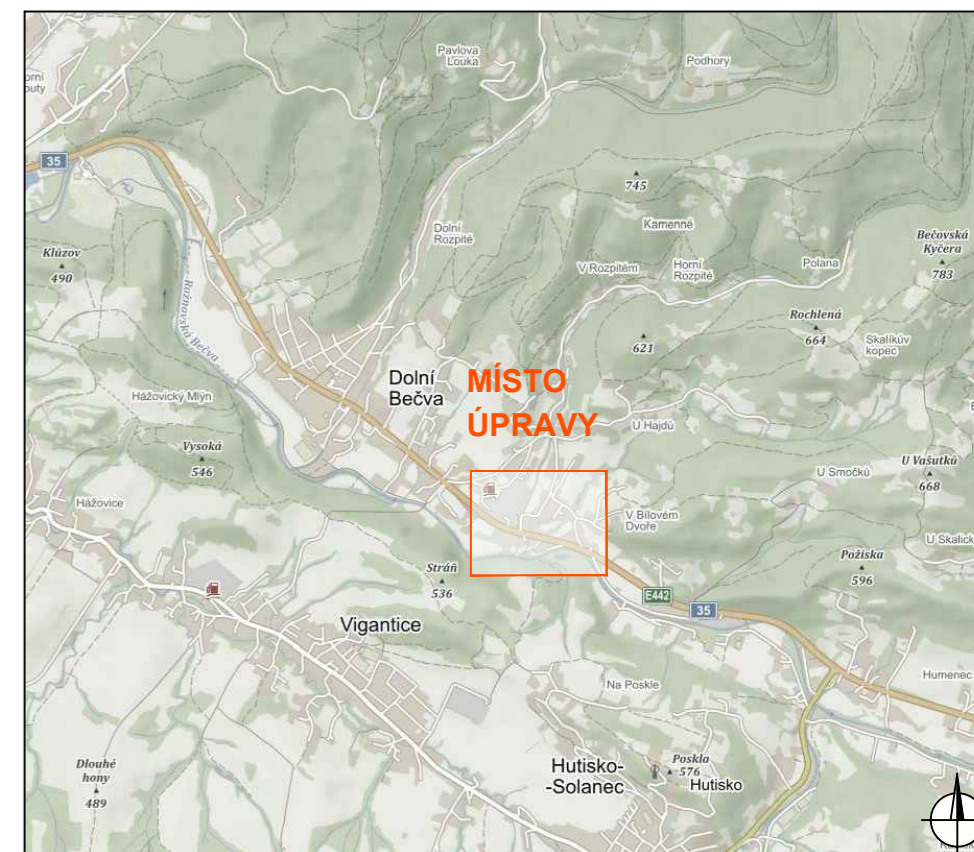 Pavlova
Louka
Podhory
35
745
Kamenné
Dolní
Rozpité
Klůzov
490
Bečovská
Kyčera
783
V Rozpitém
Horní
Rozpité
Polana
Rožnovská Bečva
Rochlená
664
621
Skalíkův
kopec
Dolní
Bečva
MÍSTO
ÚPRAVY
Hážovický Mlýn
U Hajdů
Vysoká
546
U Vašutků
668
U Smočků
Hážovice
V Bílovém
Dvoře
U Skalick
Požiska
596
Stráň
536
E442
35
Vigantice
Humenec
Na Poskle
Dlouhé
hony
489
Hutisko-
-Solanec
Poskla
576
Hutisko